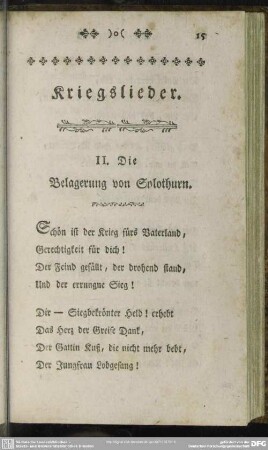 )o(
15
Kriegslieder.
II. Die
Belagerung von Solothurn.
Schön ist der Krieg fürs Vaterland,
Gerechtigkeit für dich!
Der Feind gefällt, der drohend stand,
Und der errungne Sieg!
Dir — Siegbekrönter Held! erhebt
Das Herz der Greise Dank,
Der Gattin Kuß, die nicht mehr bebt,
Der Jungfrau Lobgesang!